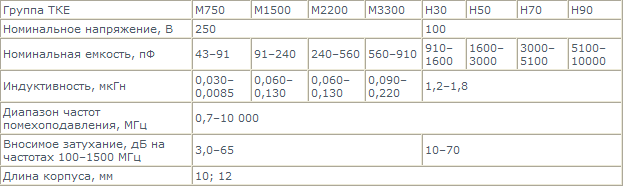 Группа ТКЕ М750 М1500 М2200 М3300 Н30 Н50 Н70 Н90
Номинальное напряжение, В 250 100
Номинальная емкость, пФ 43–91 91–240 240–560 560–910 910–1600 1600–3000 3000–5100 5100–10000
Индуктивность, мкГн 0,030–0,0085 0,060–0,130 0,060–0,130 0,090–0,220 1,2–1,8
Диапазон частот
помехоподавления, МГц 0,7–10 000
Вносимое затухание, дБ на
частотах 100–1500 МГц 3,0–65 10–70
Длина корпуса, мм 10; 12